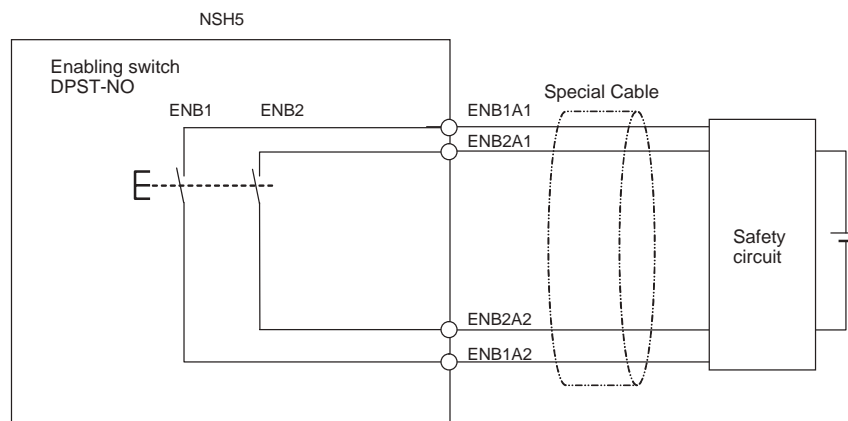 NSH5
Enabling switch
DPST-NO
ENB1
ENB2
ENB1A1
Special Cable
ENB2A1
Safety
circuit
ENB2A2
ENB1A2